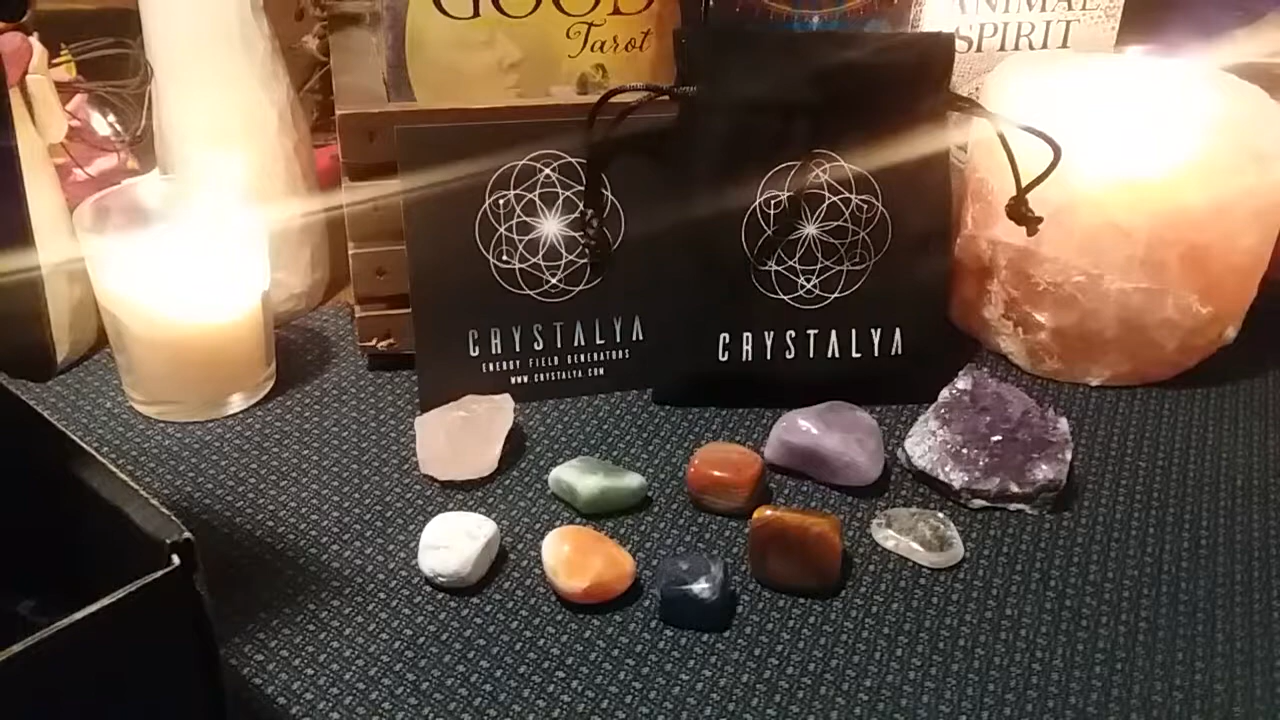 GOOD
Tarot
ANIMAL
SPIRIT
CRYSTALYA
ENERGY FIELD GENERATORS
WWW.CRYSTALYA.COM
CRYSTALYA